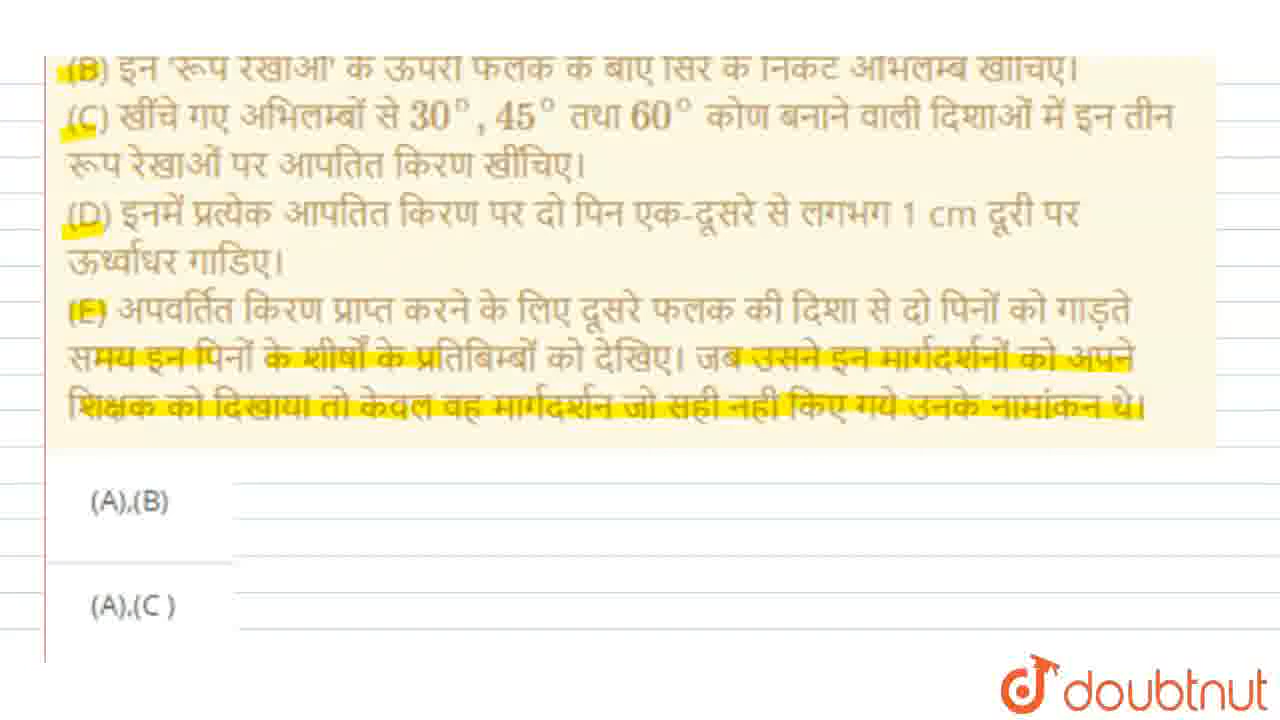 (B) इन 'रूप रेखाओं' के ऊपरी फलक के बाएँ सिरे के निकट अभिलम्ब खींचिए।
(C) खींचे गए अभिलम्बों से 30°, 45° तथा 60° कोण बनाने वाली दिशाओं में इन तीन
रूप रेखाओं पर आपतित किरण खींचिए।
(D) इनमें प्रत्येक आपतित किरण पर दो पिन एक-दूसरे से लगभग 1 cm दूरी पर
ऊर्ध्वाधर गाडिए।
(E) अपवर्तित किरण प्राप्त करने के लिए दूसरे फलक की दिशा से दो पिनों को गाड़ते
समय इन पिनों के शीर्षों के प्रतिबिम्बों को देखिए। जब उसने इन मार्गदर्शनों को अपने
शिक्षक को दिखाया तो केवल वह मार्गदर्शन जो सही नही किए गये उनके नामांकन थे।
(A),(B)
(A),(C )
doubtnut